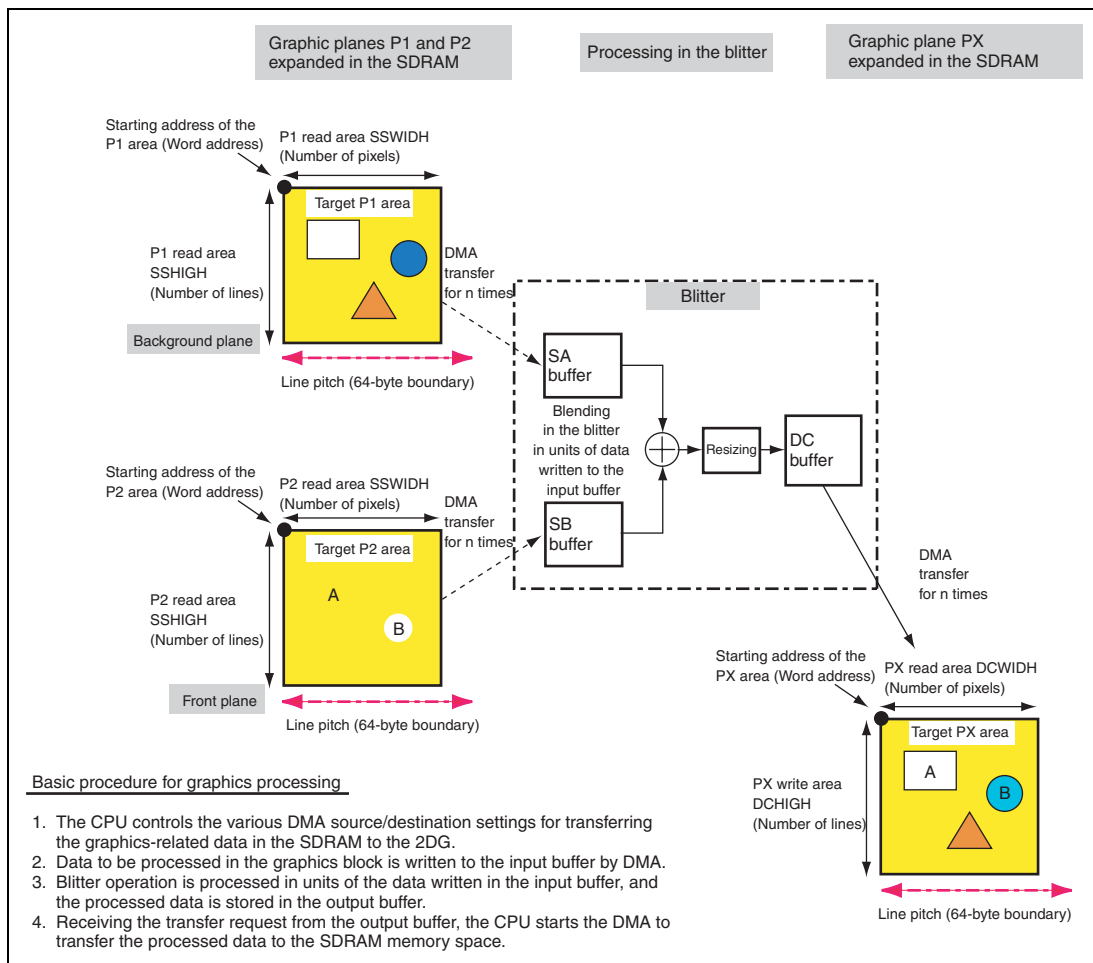 Graphic planes P1 and P2
expanded in the SDRAM
Processing in the blitter
Graphic plane PX
expanded in the SDRAM
Starting address of the
P1 area (Word address)
P1 read area SSWIDH
(Number of pixels)
Target P1 area
P1 read area
SSHIGH
(Number of lines)
DMA
transfer
for n times
Background plane
Line pitch (64-byte boundary)
Blitter
SA
buffer
Blending
in the blitter
in units of data
written to the
input buffer
Resizing
DC
buffer
SB
buffer
Starting address of the
P2 area (Word address)
P2 read area SSWIDH
(Number of pixels)
DMA
transfer
for n times
Target P2 area
A
B
P2 read area
SSHIGH
(Number of lines)
Front plane
Line pitch (64-byte boundary)
DMA
transfer
for n times
Starting address of the
PX area (Word address)
PX read area DCWIDH
(Number of pixels)
Target PX area
A
B
PX write area
DCHIGH
(Number of lines)
Line pitch (64-byte boundary)
Basic procedure for graphics processing
1. The CPU controls the various DMA source/destination settings for transferring
the graphics-related data in the SDRAM to the 2DG.
2. Data to be processed in the graphics block is written to the input buffer by DMA.
3. Blitter operation is processed in units of the data written in the input buffer, and
the processed data is stored in the output buffer.
4. Receiving the transfer request from the output buffer, the CPU starts the DMA to
transfer the processed data to the SDRAM memory space.